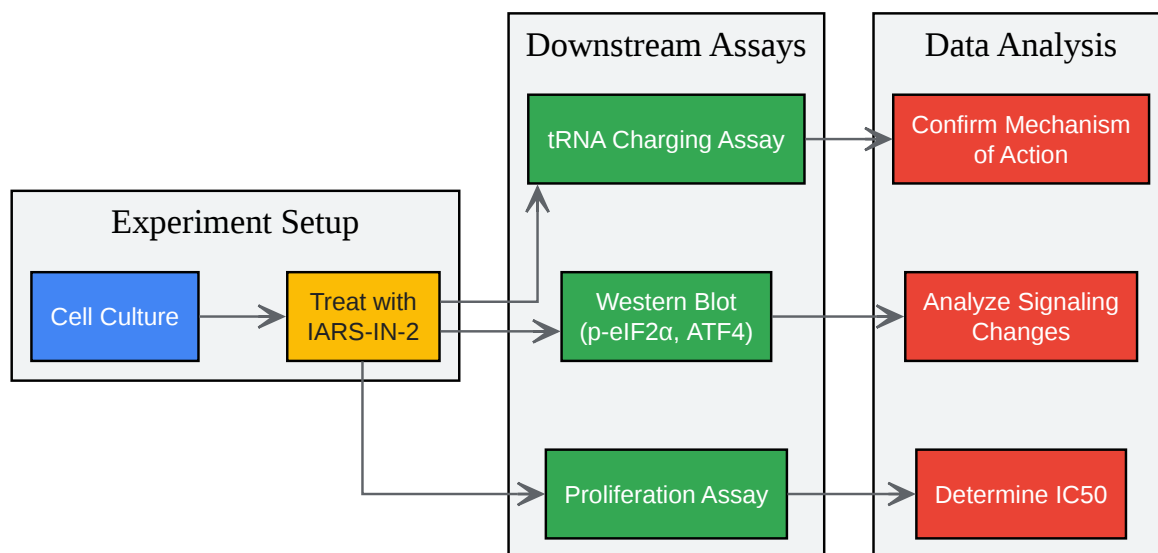 Experiment Setup
Cell Culture
Treat with
IARS-IN-2
Downstream Assays
tRNA Charging Assay
Western Blot
(p-eIF2α, ATF4)
Proliferation Assay
Data Analysis
Confirm Mechanism
of Action
Analyze Signaling
Changes
Determine IC50